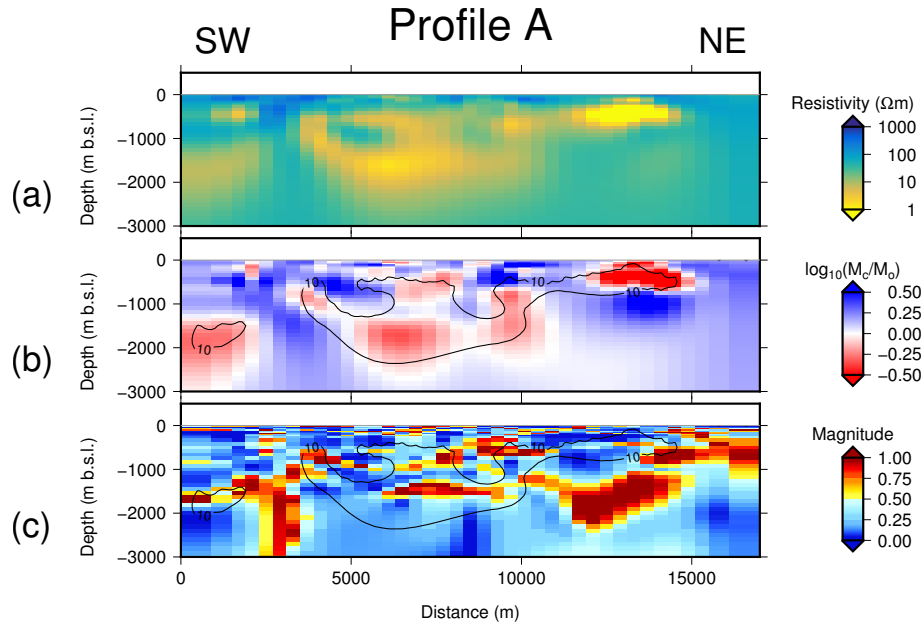 Profile A
SW NE
(a)
Depth (m b.s.l.)
0
−1000
−2000
−3000
Resistivity (Ωm)
1000
100
10
1
(b)
Depth (m b.s.l.)
0
−1000
−2000
−3000
10
10
10
10
log₁₀(Mc/Mo)
0.50
0.25
0.00
−0.25
−0.50
(c)
Depth (m b.s.l.)
0
−1000
−2000
−3000
10
10
10
10
Magnitude
1.00
0.75
0.50
0.25
0.00
0 5000 10000 15000
Distance (m)